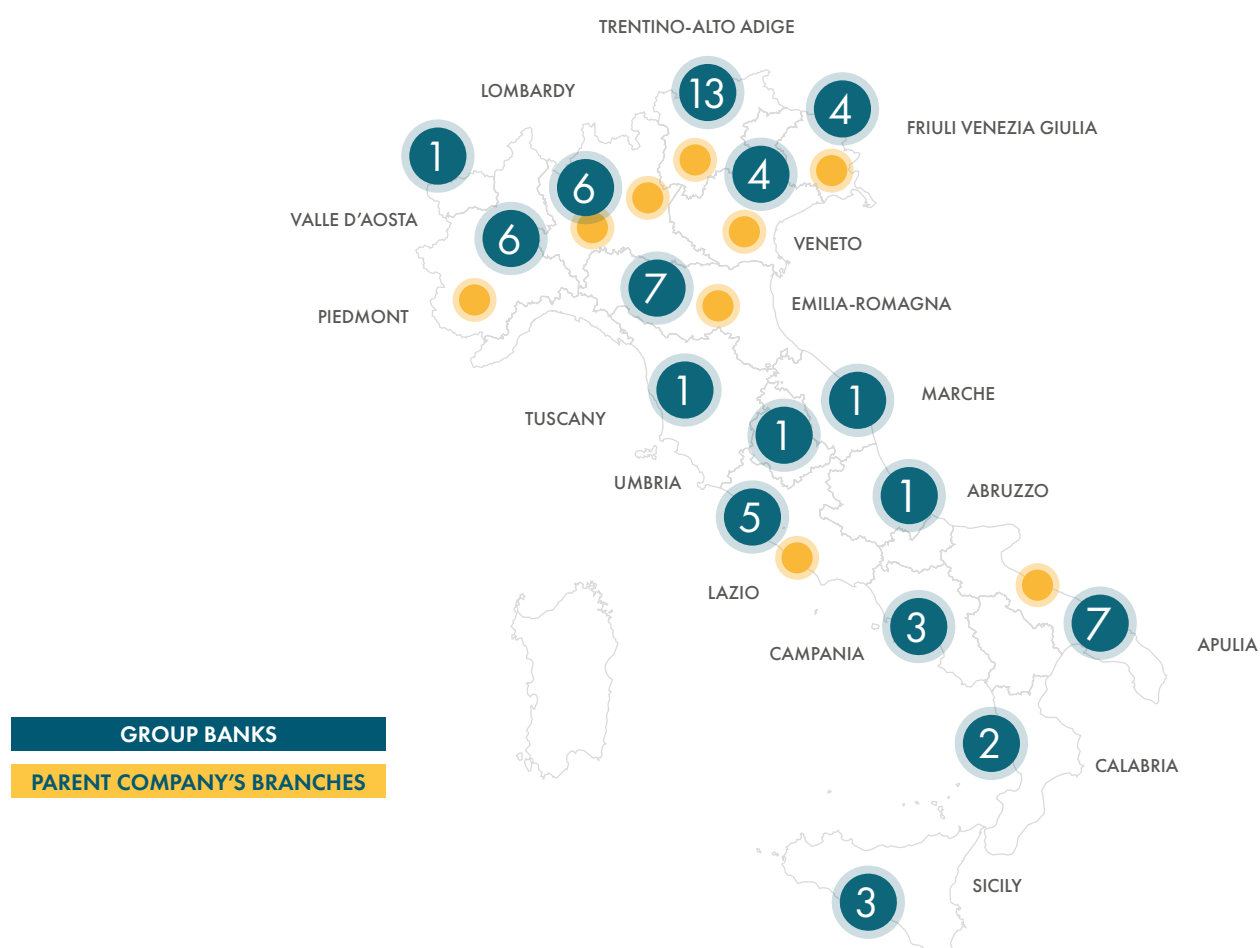 TRENTINO-ALTO ADIGE
LOMBARDY
13
4
FRIULI VENEZIA GIULIA
1
6
4
VALLE D'AOSTA
6
VENETO
7
EMILIA-ROMAGNA
PIEDMONT
1
1
MARCHE
TUSCANY
1
UMBRIA
1
ABRUZZO
5
LAZIO
3
7
CAMPANIA
APULIA
GROUP BANKS
2
PARENT COMPANY'S BRANCHES
CALABRIA
SICILY
3